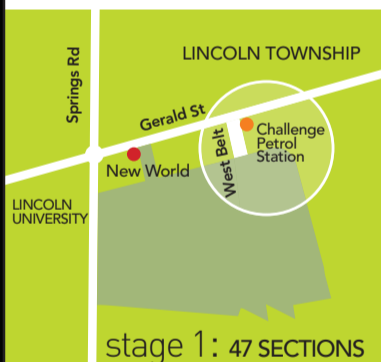 Springs Rd
LINCOLN TOWNSHIP
Gerald St
Challenge
Petrol
Station
West Belt
New World
LINCOLN
UNIVERSITY
stage 1: 47 SECTIONS